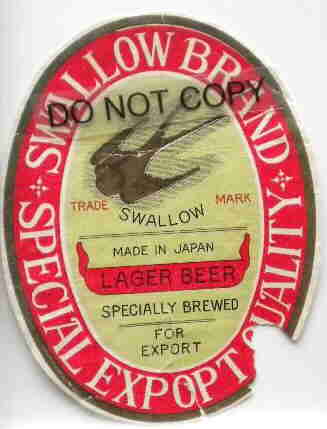 SWALLOW BRAND
DO NOT COPY
TRADE MARK
SWALLOW
MADE IN JAPAN
LAGER BEER
SPECIALLY BREWED
FOR
EXPORT
SPECIAL EXPOPT QUALITY